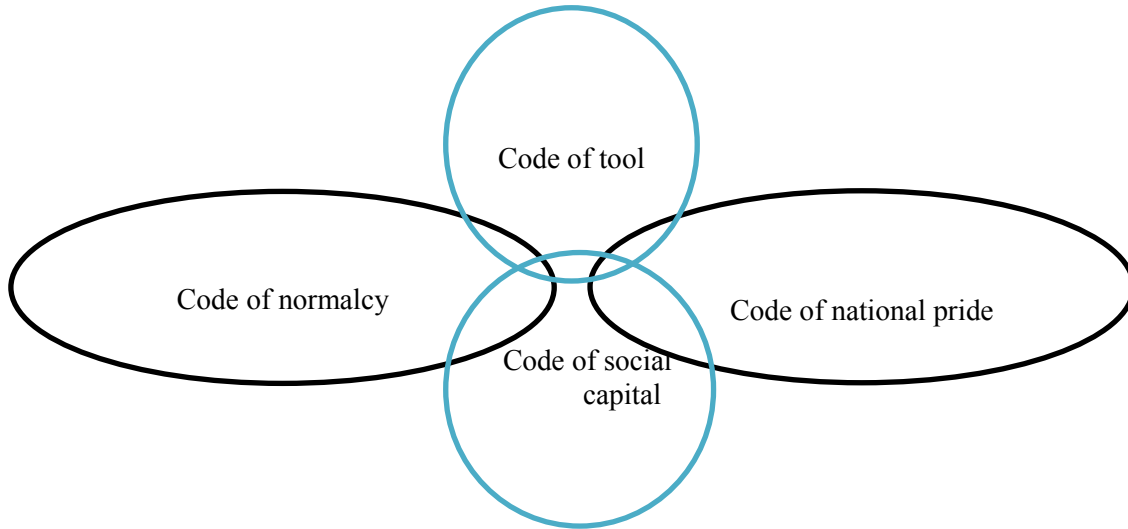 Code of tool
Code of normalcy
Code of national pride
Code of social
capital